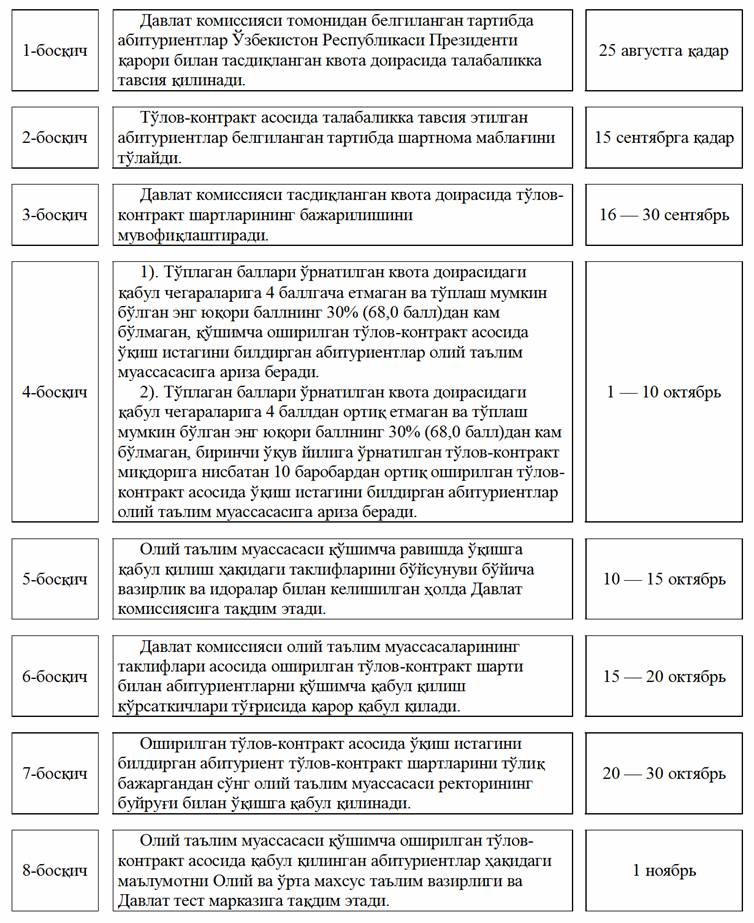 1-босқич
Давлат комиссияси томонидан белгиланган тартибда
абитуриентлар Ўзбекистон Республикаси Президенти
қарори билан тасдиқланган квота доирасида талабаликка
тавсия қилинади.
25 августга қадар
2-босқич
Тўлов-контракт асосида талабаликка тавсия этилган
абитуриентлар белгиланган тартибда шартнома маблағини
тўлайди.
15 сентябрга қадар
3-босқич
Давлат комиссияси тасдиқланган квота доирасида тўлов-
контракт шартларининг бажарилишини
мувофиқлаштиради.
16 — 30 сентябрь
4-босқич
1). Тўплаган баллари ўрнатилган квота доирасидаги
қабул чегараларига 4 баллгача етмаган ва тўплаш мумкин
бўлган энг юқори баллнинг 30% (68,0 балл)дан кам
бўлмаган, қўшимча оширилган тўлов-контракт асосида
ўқиш истагини билдирган абитуриентлар олий таълим
муассасасига ариза беради.
2). Тўплаган баллари ўрнатилган квота доирасидаги
қабул чегараларига 4 баллдан ортиқ етмаган ва тўплаш
мумкин бўлган энг юқори баллнинг 30% (68,0 балл)дан кам
бўлмаган, биринчи ўқув йилига ўрнатилган тўлов-контракт
миқдорига нисбатан 10 баробардан ортиқ оширилган тўлов-
контракт асосида ўқиш истагини билдирган абитуриентлар
олий таълим муассасасига ариза беради.
1 — 10 октябрь
5-босқич
Олий таълим муассасаси қўшимча равишда ўқишга
қабул қилиш ҳақидаги таклифларини бўйсунуви бўйича
вазирлик ва идоралар билан келишилган ҳолда Давлат
комиссиясига тақдим этади.
10 — 15 октябрь
6-босқич
Давлат комиссияси олий таълим муассасаларининг
таклифлари асосида оширилган тўлов-контракт шарти
билан абитуриентларни қўшимча қабул қилиш
кўрсаткичлари тўғрисида қарор қабул қилади.
15 — 20 октябрь
7-босқич
Оширилган тўлов-контракт асосида ўқиш истагини
билдирган абитуриент тўлов-контракт шартларини тўлиқ
бажаргандан сўнг олий таълим муассасаси ректорининг
буйруғи билан ўқишга қабул қилинади.
20 — 30 октябрь
8-босқич
Олий таълим муассасаси қўшимча оширилган тўлов-
контракт асосида қабул қилинган абитуриентлар ҳақидаги
маълумотни Олий ва ўрта махсус таълим вазирлиги ва
Давлат тест марказига тақдим этади.
1 ноябрь